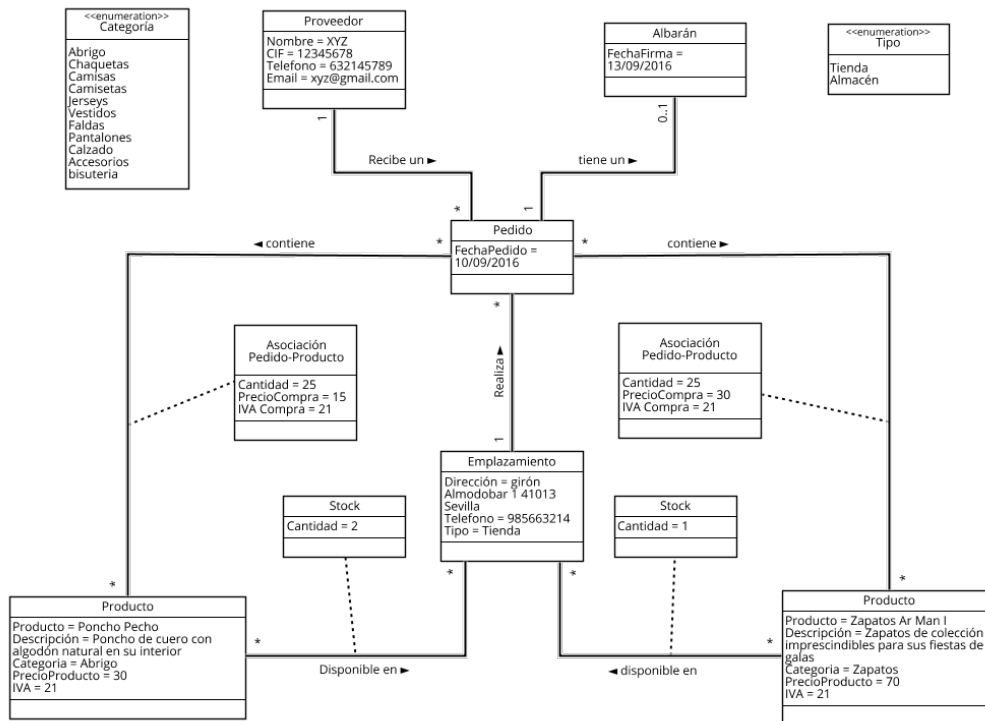 <<enumeration>>
Categoría
Abrigo
Chaquetas
Camisas
Camisetas
Jerseys
Vestidos
Faldas
Pantalones
Calzado
Accesorios
bisuteria
Proveedor
Nombre = XYZ
CIF = 12345678
Telefono = 632145789
Email = xyz@gmail.com
Albarán
FechaFirma =
13/09/2016
<<enumeration>>
Tipo
Tienda
Almacén
1
0..1
Recibe un ►
tiene un ►
*
1
Pedido
FechaPedido =
10/09/2016
◄ contiene
*
*
contiene ►
*
Realiza ►
1
Asociación
Pedido-Producto
Cantidad = 25
PrecioCompra = 15
IVA Compra = 21
Asociación
Pedido-Producto
Cantidad = 25
PrecioCompra = 30
IVA Compra = 21
Emplazamiento
Dirección = girón
Almodobar 1 41013
Sevilla
Telefono = 985663214
Tipo = Tienda
Stock
Cantidad = 2
Stock
Cantidad = 1
*
*
*
*
Producto
Producto = Poncho Pecho
Descripción = Poncho de cuero con
algodón natural en su interior
Categoria = Abrigo
PrecioProducto = 30
IVA = 21
*
Disponible en ►
*
◄ disponible en
Producto
Producto = Zapatos Ar Man I
Descripción = Zapatos de colección
imprescindibles para sus fiestas de
galas
Categoria = Zapatos
PrecioProducto = 70
IVA = 21